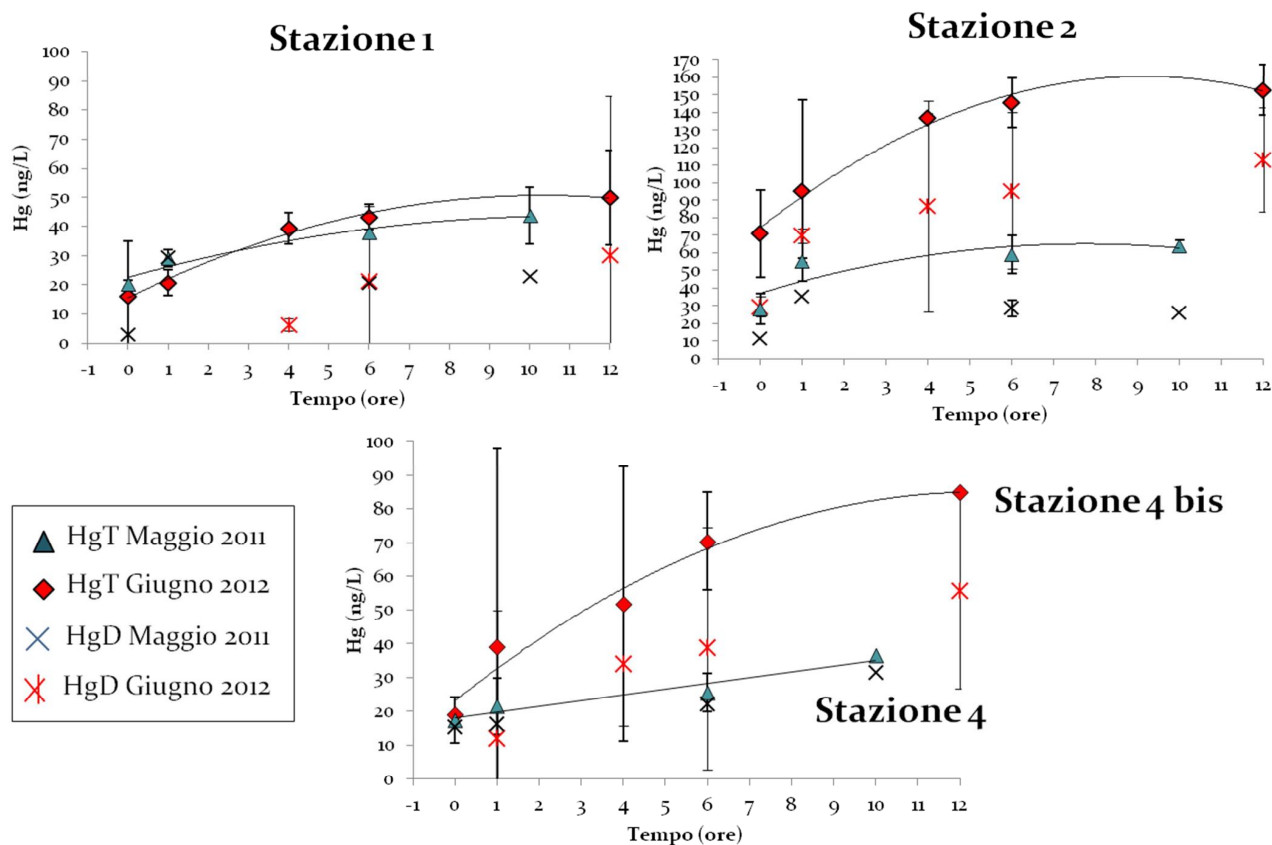 Stazione 1
100
90
80
70
60
50
40
30
20
10
0
Hg (ng/L)
-1 0 1 2 3 4 5 6 7 8 9 10 11 12
Tempo (ore)
Stazione 2
170
160
150
140
130
120
110
100
90
80
70
60
50
40
30
20
10
0
Hg (ng/L)
-1 0 1 2 3 4 5 6 7 8 9 10 11 12
Tempo (ore)
HgT Maggio 2011
HgT Giugno 2012
HgD Maggio 2011
HgD Giugno 2012
100
90
80
70
60
50
40
30
20
10
0
Hg (ng/L)
-1 0 1 2 3 4 5 6 7 8 9 10 11 12
Tempo (ore)
Stazione 4 bis
Stazione 4